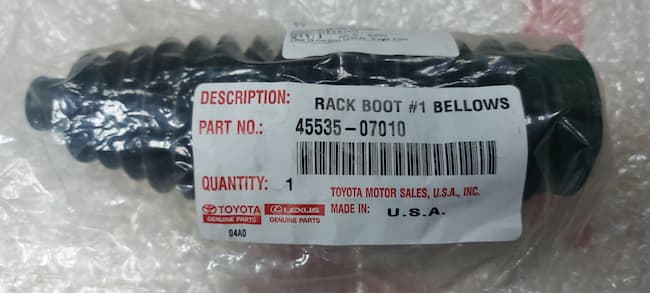 DESCRIPTION: RACK BOOT #1 BELLOWS
PART NO.: 45535-07010
QUANTITY: 1
TOYOTA MOTOR SALES, U.S.A., INC.
TOYOTA GENUINE PARTS LEXUS GENUINE PARTS
MADE IN: U.S.A.
04A0